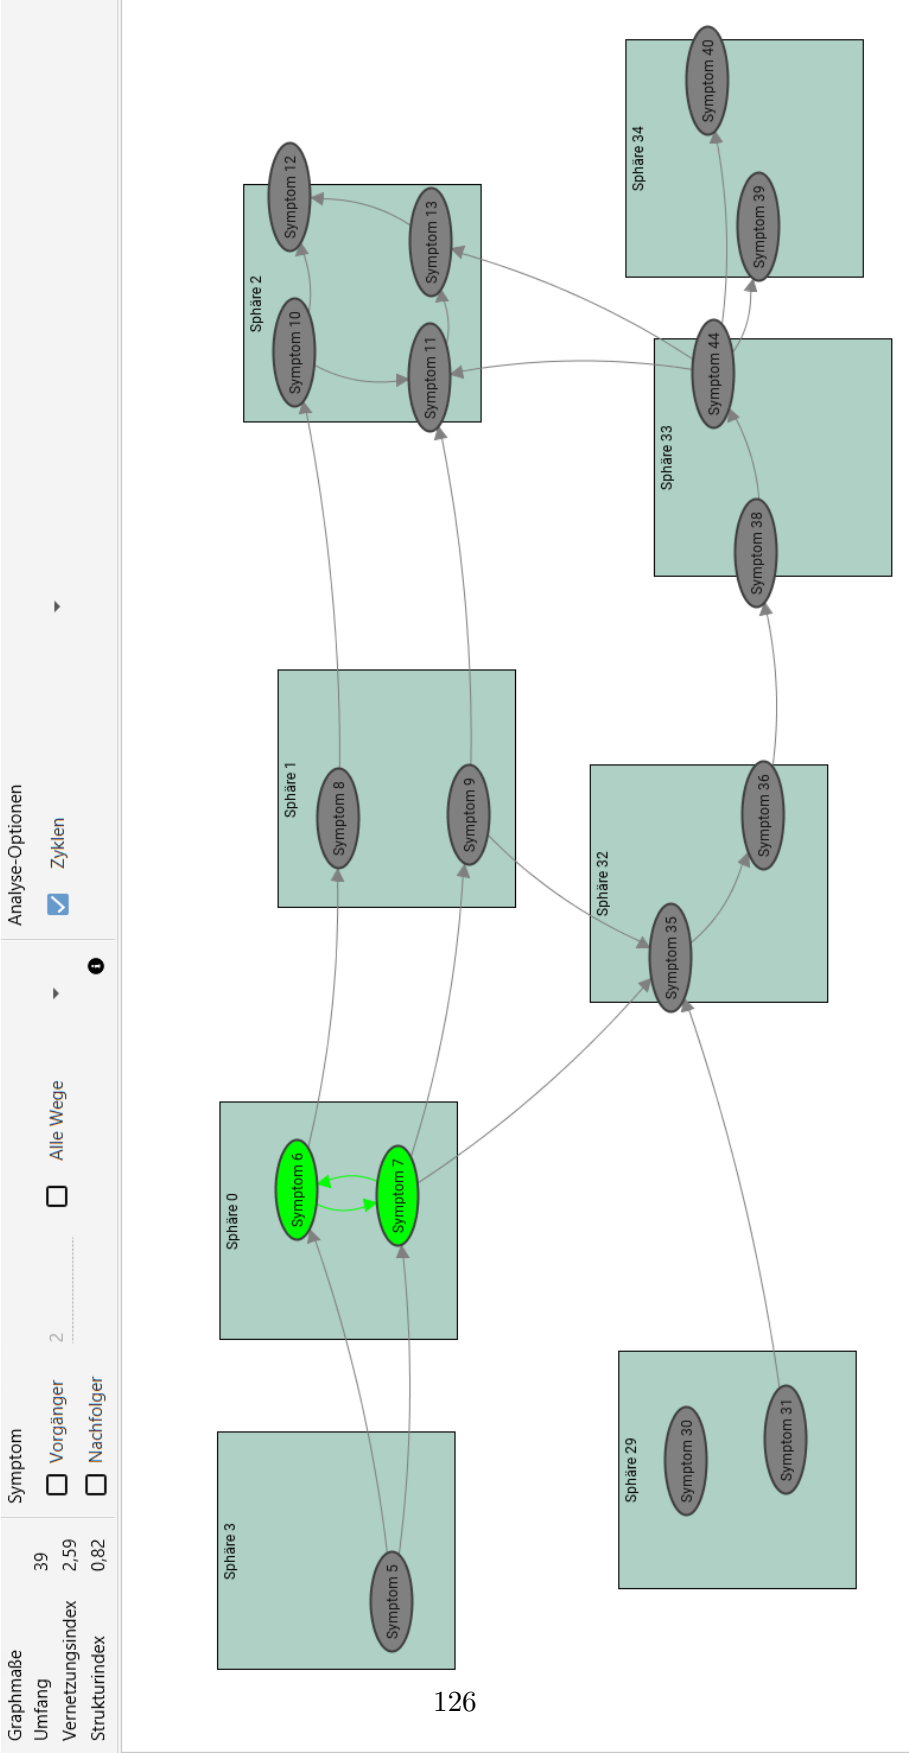 Graphmaße
Umfang 39
Vernetzungsindex 2,59
Strukturindex 0,82
Symptom
Vorgänger 2
Nachfolger
Alle Wege
Analyse-Optionen
Zyklen
Sphäre 3
Symptom 5
Sphäre 0
Symptom 6
Symptom 7
Sphäre 1
Symptom 8
Symptom 9
Sphäre 2
Symptom 10
Symptom 12
Symptom 11
Symptom 13
Sphäre 29
Symptom 30
Symptom 31
Sphäre 32
Symptom 35
Symptom 36
Sphäre 33
Symptom 38
Symptom 44
Sphäre 34
Symptom 39
Symptom 40
126